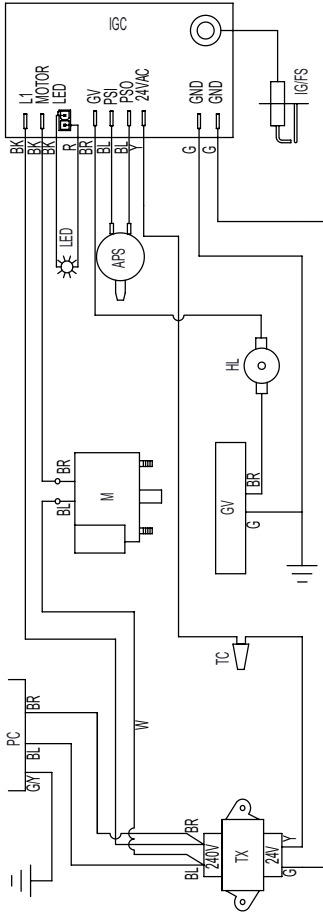 IGC
L1
MOTOR
LED
GV
PSI
PSO
24VAC
GND
GND
BK
BK
BK
R
BR
BL
BL
Y
G
G
IG/FS
LED
APS
HL
BL
BR
M
BR
GV
G
TC
PC
G/Y
BL
BR
W
BL
BR
240V
TX
24V
G
Y